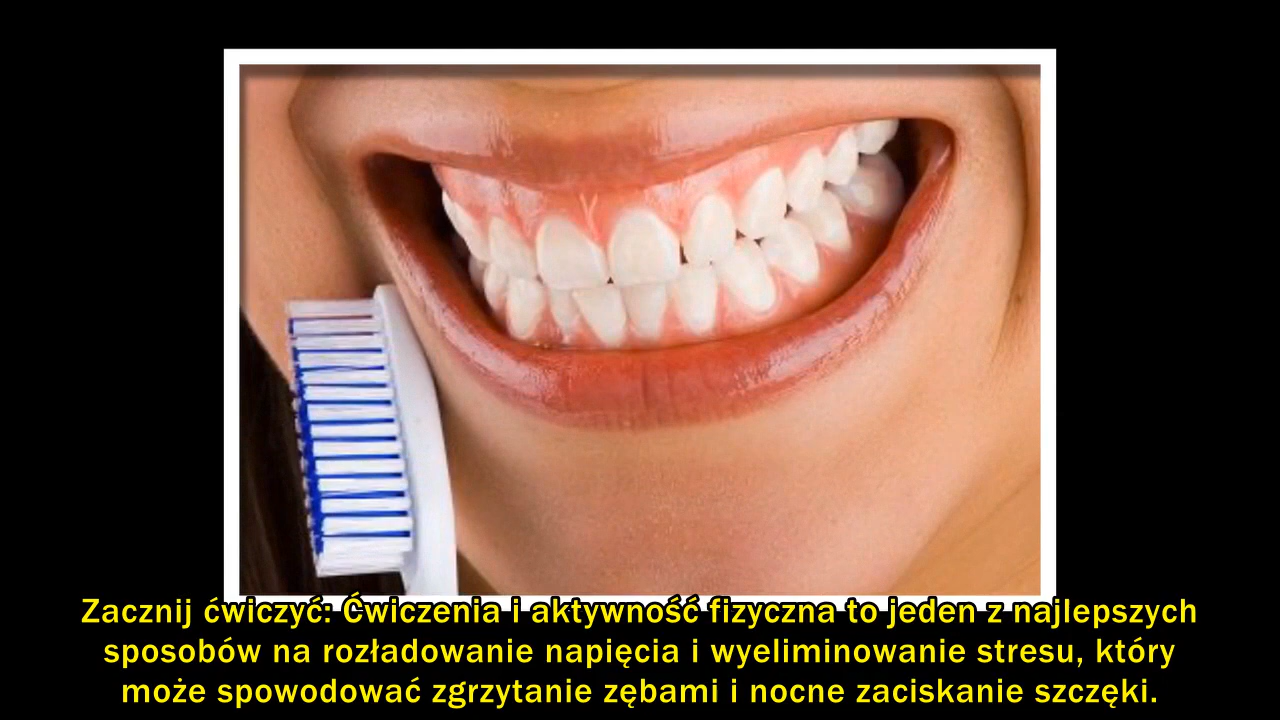 Zacznij ćwiczyć: Ćwiczenia i aktywność fizyczna to jeden z najlepszych
sposobów na rozładowanie napięcia i wyeliminowanie stresu, który
może spowodować zgrzytanie zębami i nocne zaciskanie szczęki.